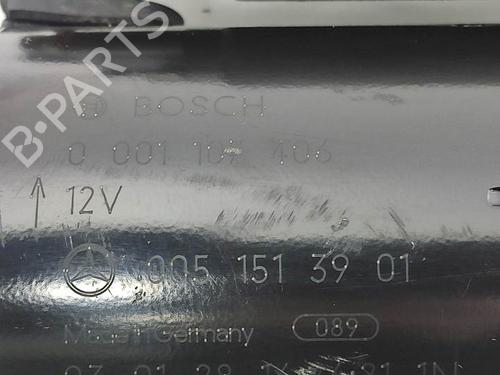 B-PARTS
BOSCH
0 001 107 406
12V
005 151 39 01
Made in Germany 089